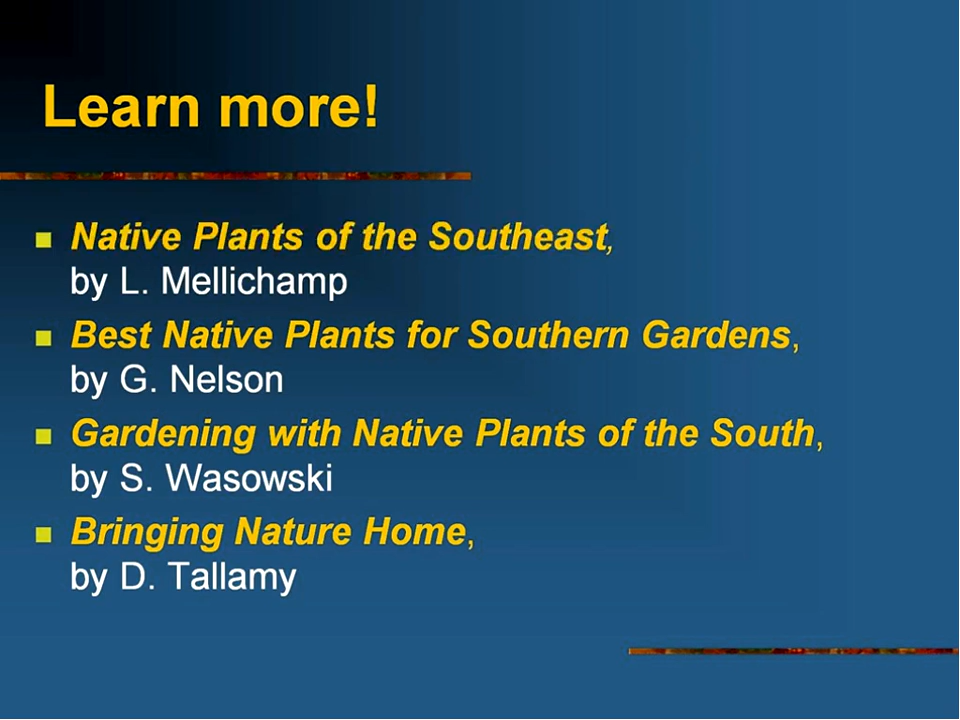 Learn more!
Native Plants of the Southeast,
by L. Mellichamp
Best Native Plants for Southern Gardens,
by G. Nelson
Gardening with Native Plants of the South,
by S. Wasowski
Bringing Nature Home,
by D. Tallamy